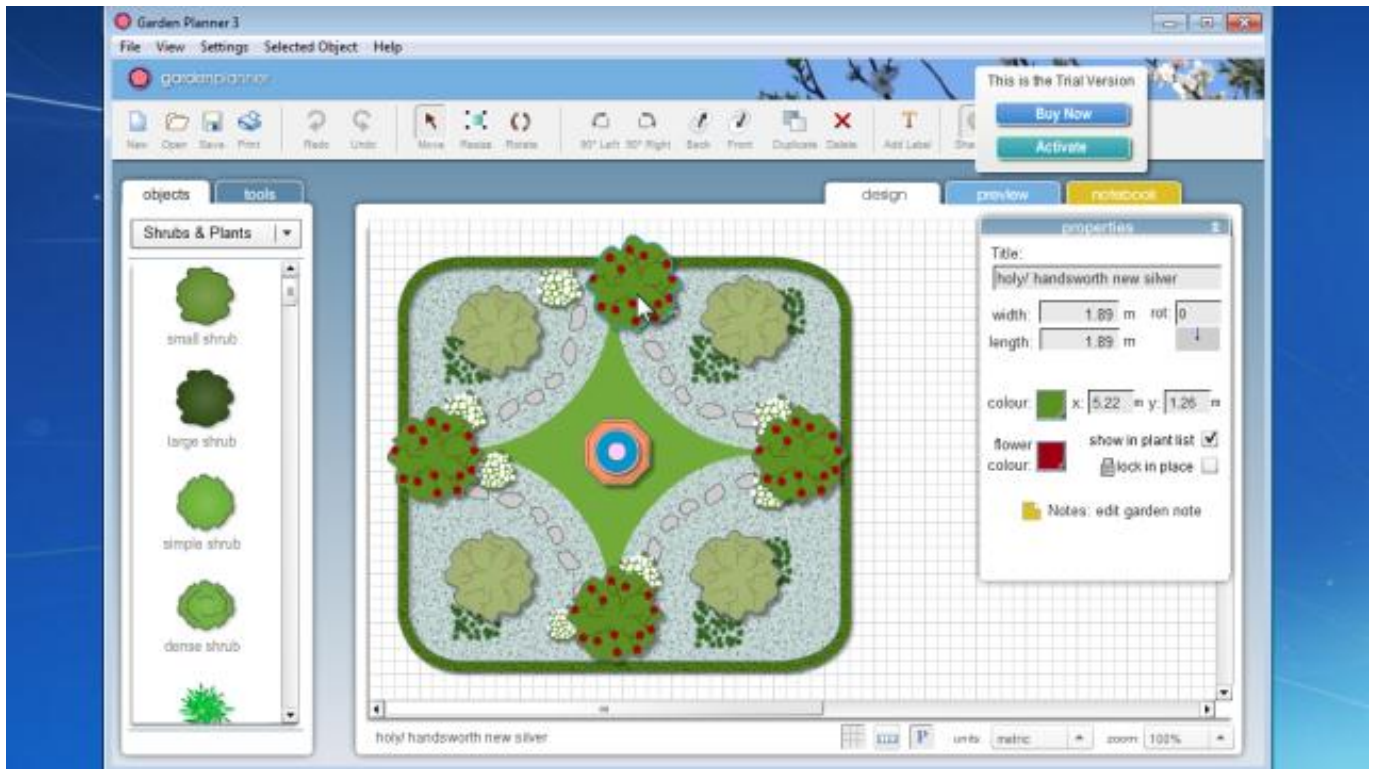 Garden Planner 3
File View Settings Selected Object Help
gardenplanner
This is the Trial Version
Buy Now
Activate
New Open Save Print Redo Undo Move Resize Rotate 90° Left 90° Right Back Front Duplicate Delete Add Label
objects tools
design preview notebook
Shrubs & Plants
small shrub
large shrub
simple shrub
dense shrub
properties
Title:
holy/ handsworth new silver
width: 1.89 m rot: 0
length: 1.89 m
colour: x: 5.22 m y: 1.26 m
flower colour:
show in plant list
lock in place
Notes: edit garden note
holy/ handsworth new silver
P units metric zoom 100%